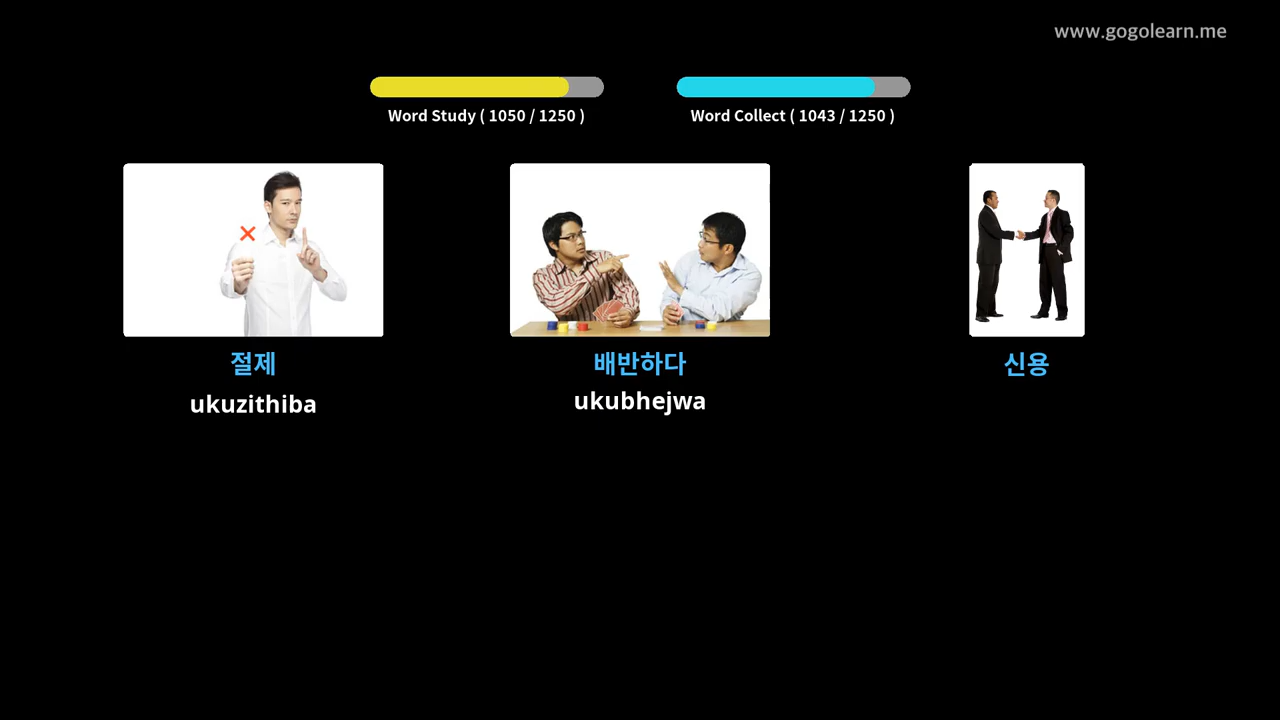 www.gogolearn.me
Word Study ( 1050 / 1250 )
Word Collect ( 1043 / 1250 )
절제
배반하다
신용
ukuzithiba
ukubhejwa